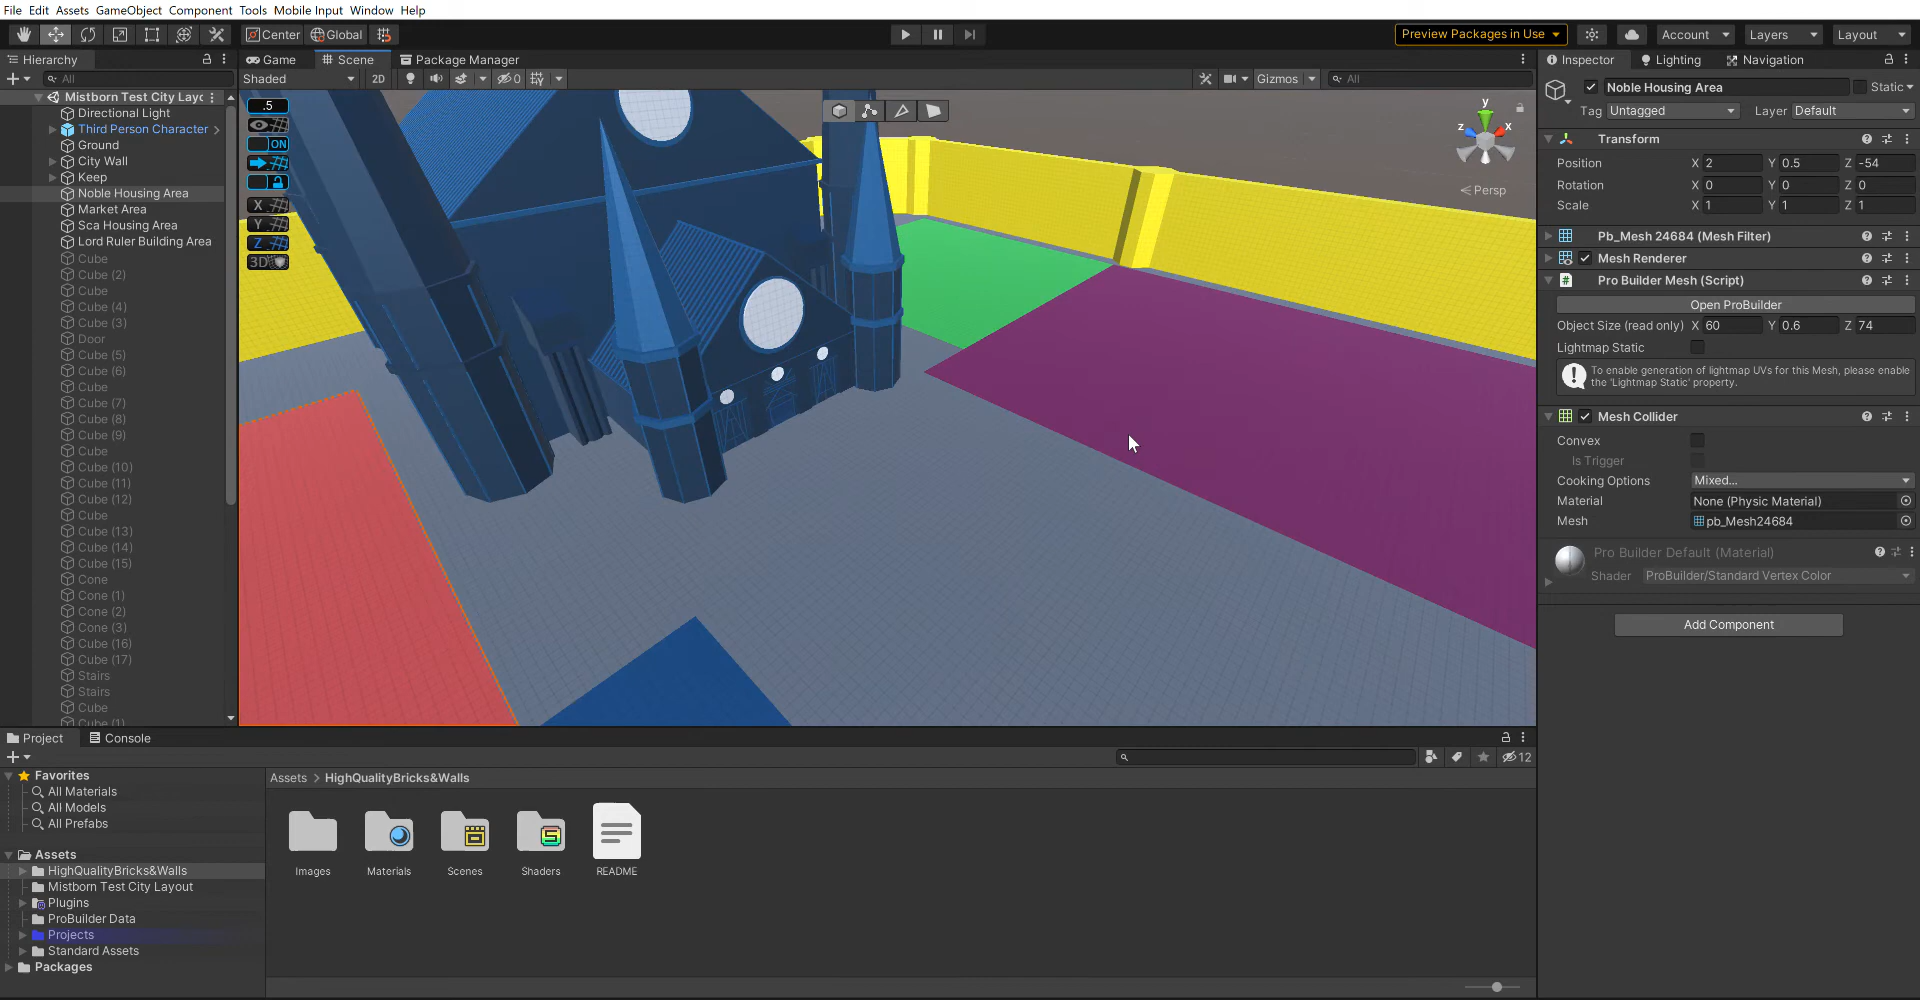 File Edit Assets GameObject Component Tools Mobile Input Window Help
Center Global Preview Packages in Use Account Layers Layout
Hierarchy
All
Mistborn Test City Layc
Directional Light
Third Person Character
Ground
City Wall
Keep
Noble Housing Area
Market Area
Sca Housing Area
Lord Ruler Building Area
Cube
Cube (2)
Cube
Cube (4)
Cube (3)
Door
Cube (5)
Cube (6)
Cube
Cube (7)
Cube (8)
Cube (9)
Cube
Cube (10)
Cube (11)
Cube (12)
Cube
Cube (13)
Cube (14)
Cube (15)
Cone
Cone (1)
Cone (2)
Cone (3)
Cube (16)
Cube (17)
Stairs
Stairs
Cube
Cube (1)
Game Scene Package Manager
Shaded 2D 0 Gizmos All
.5
ON
X
Y
Z
3D
y
z x
Persp
Inspector Lighting Navigation
Noble Housing Area Static
Tag Untagged Layer Default
Transform
Position X 2 Y 0.5 Z -54
Rotation X 0 Y 0 Z 0
Scale X 1 Y 1 Z 1
Pb_Mesh 24684 (Mesh Filter)
Mesh Renderer
Pro Builder Mesh (Script)
Open ProBuilder
Object Size (read only) X 60 Y 0.6 Z 74
Lightmap Static
To enable generation of lightmap UVs for this Mesh, please enable
the 'Lightmap Static' property.
Mesh Collider
Convex
Is Trigger
Cooking Options Mixed...
Material None (Physic Material)
Mesh pb_Mesh24684
Pro Builder Default (Material)
Shader ProBuilder/Standard Vertex Color
Add Component
Project Console
12
Favorites
All Materials
All Models
All Prefabs
Assets
HighQualityBricks&Walls
Mistborn Test City Layout
Plugins
ProBuilder Data
Projects
Standard Assets
Packages
Assets > HighQualityBricks&Walls
Images Materials Scenes Shaders README